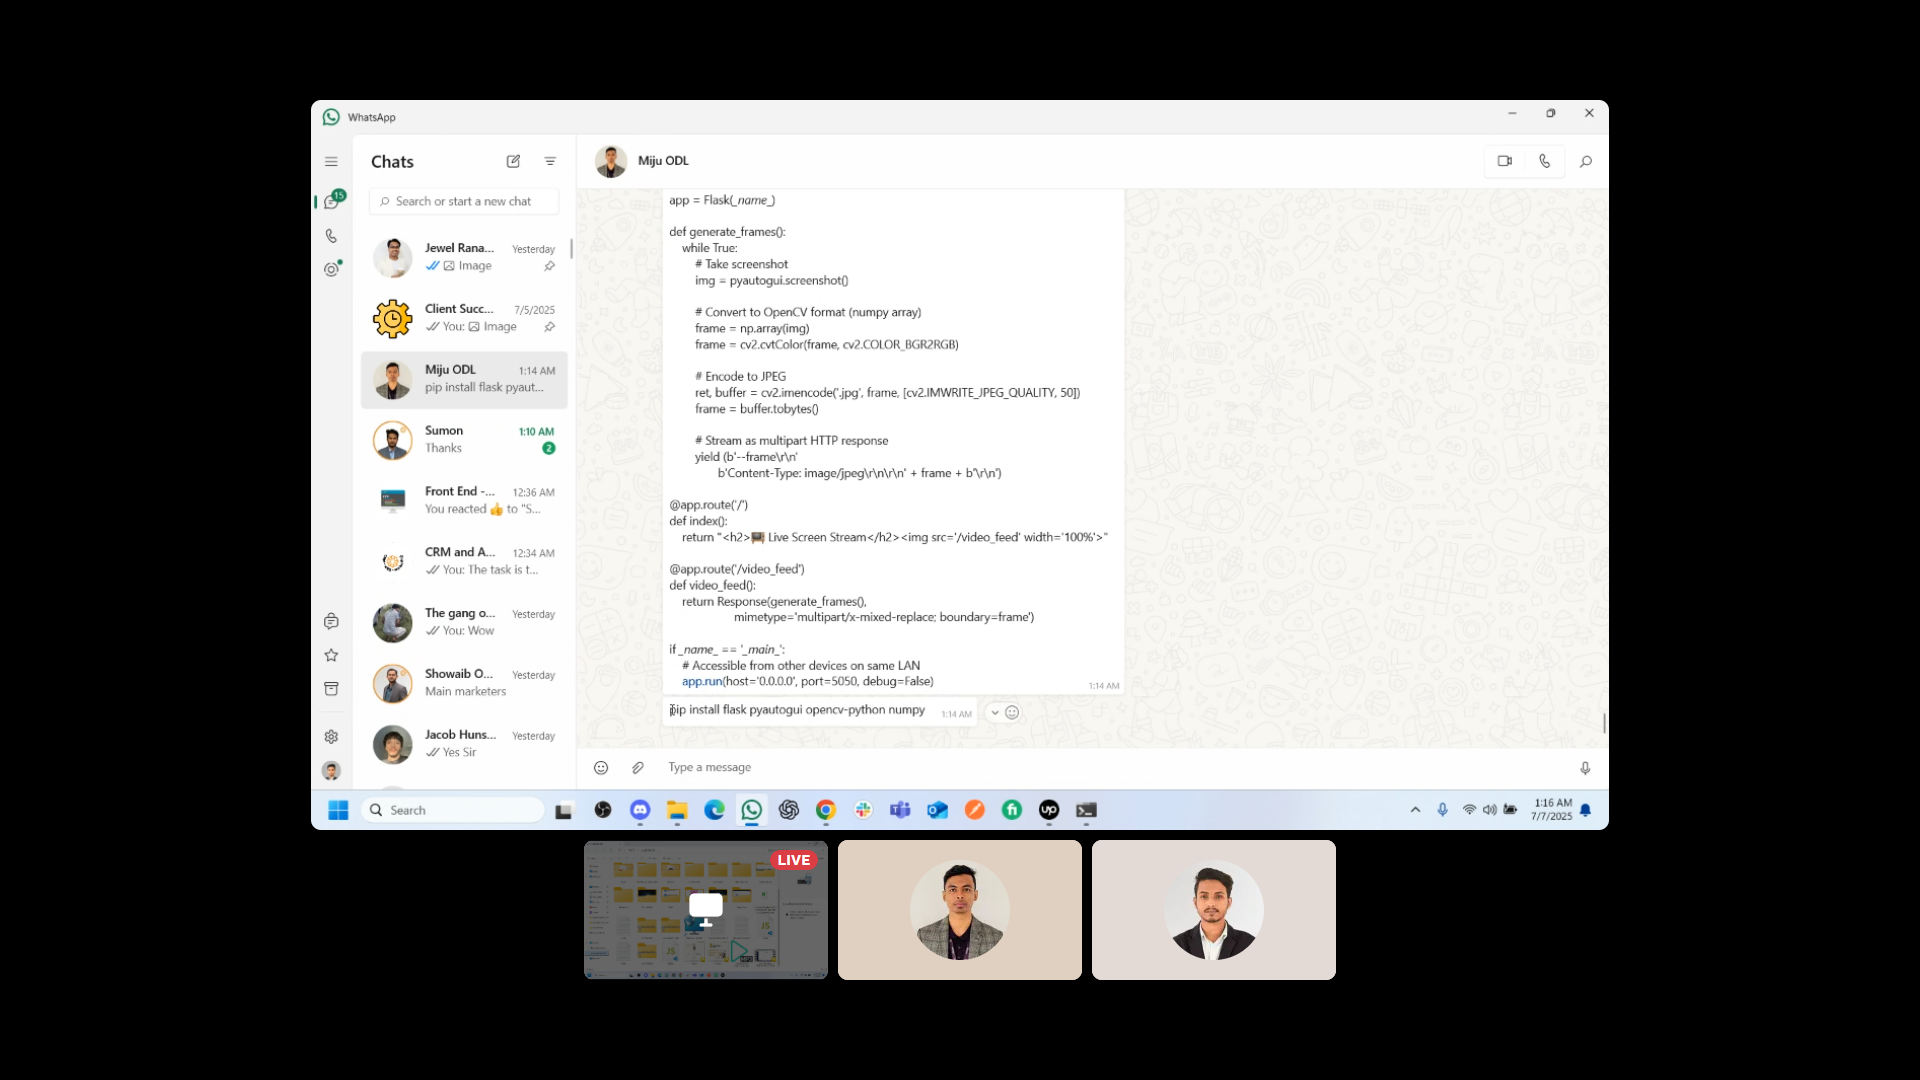 WhatsApp
Chats
Miju ODL
15
Search or start a new chat
Jewel Rana...
Yesterday
Image
Client Succ...
7/5/2025
You: Image
Miju ODL
1:14 AM
pip install flask pyaut...
Sumon
1:10 AM
Thanks
2
Front End -...
12:36 AM
You reacted 👍 to "S...
CRM and A...
12:34 AM
You: The task is t...
The gang o...
Yesterday
You: Wow
Showaib O...
Yesterday
Main marketers
Jacob Huns...
Yesterday
Yes Sir
app = Flask(_name_)
def generate_frames():
while True:
# Take screenshot
img = pyautogui.screenshot()
# Convert to OpenCV format (numpy array)
frame = np.array(img)
frame = cv2.cvtColor(frame, cv2.COLOR_BGR2RGB)
# Encode to JPEG
ret, buffer = cv2.imencode('.jpg', frame, [cv2.IMWRITE_JPEG_QUALITY, 50])
frame = buffer.tobytes()
# Stream as multipart HTTP response
yield (b'--frame\r\n'
b'Content-Type: image/jpeg\r\n\r\n' + frame + b'\r\n')
@app.route('/')
def index():
return "<h2>📺 Live Screen Stream</h2><img src='/video_feed' width='100%'>"
@app.route('/video_feed')
def video_feed():
return Response(generate_frames(),
mimetype='multipart/x-mixed-replace; boundary=frame')
if _name_ == '_main_':
# Accessible from other devices on same LAN
app.run(host='0.0.0.0', port=5050, debug=False)
1:14 AM
pip install flask pyautogui opencv-python numpy
1:14 AM
Type a message
Search
up
1:16 AM
7/7/2025
LIVE